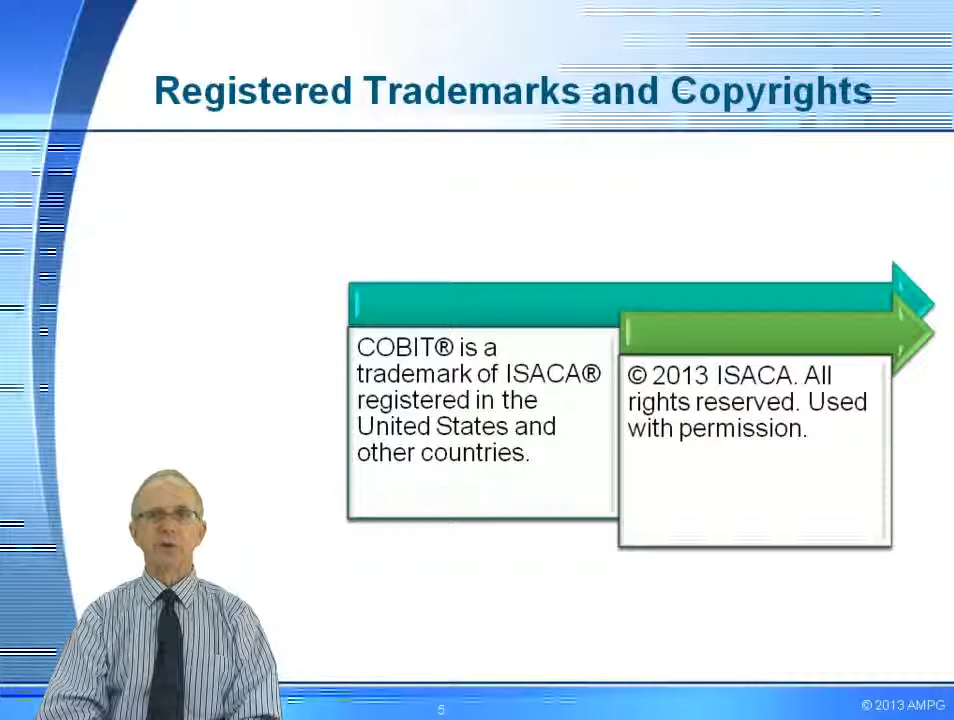 Registered Trademarks and Copyrights
COBIT® is a
trademark of ISACA®
registered in the
United States and
other countries.
© 2013 ISACA. All
rights reserved. Used
with permission.
5
© 2013 AMPG